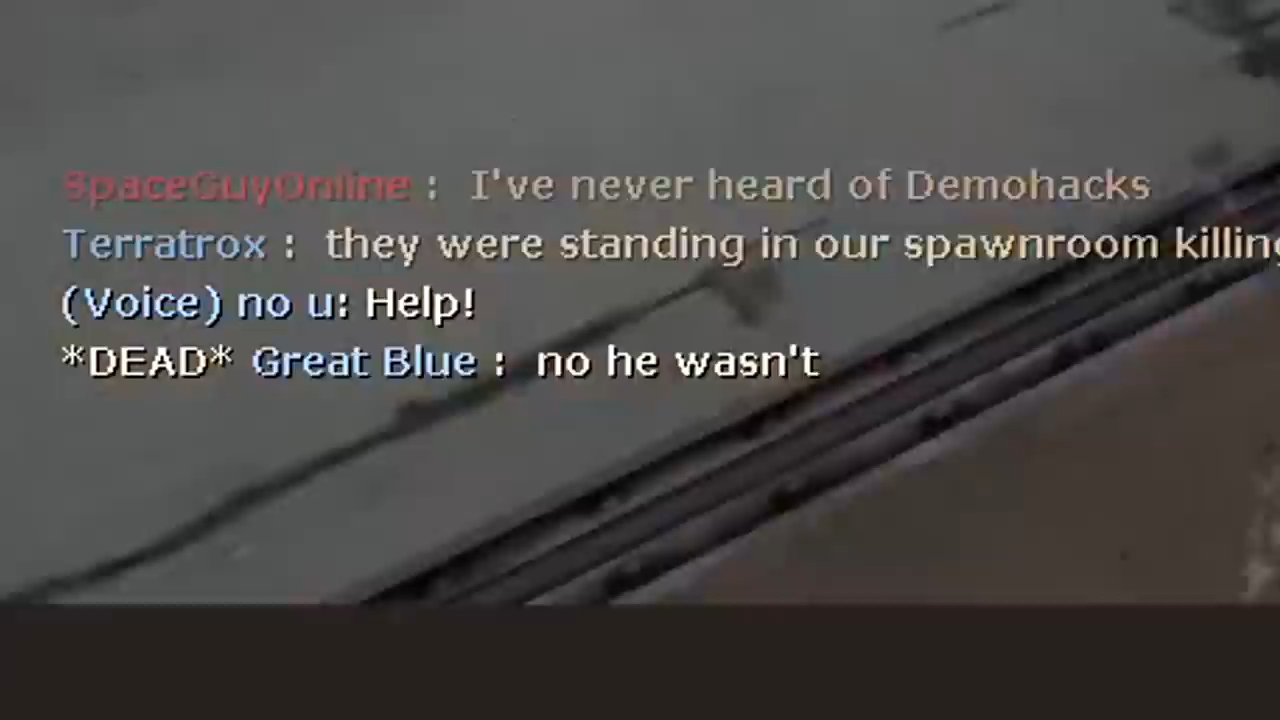 SpaceGuyOnline :  I've never heard of Demohacks
Terratrox :  they were standing in our spawnroom killing
(Voice) no u: Help!
*DEAD* Great Blue :  no he wasn't